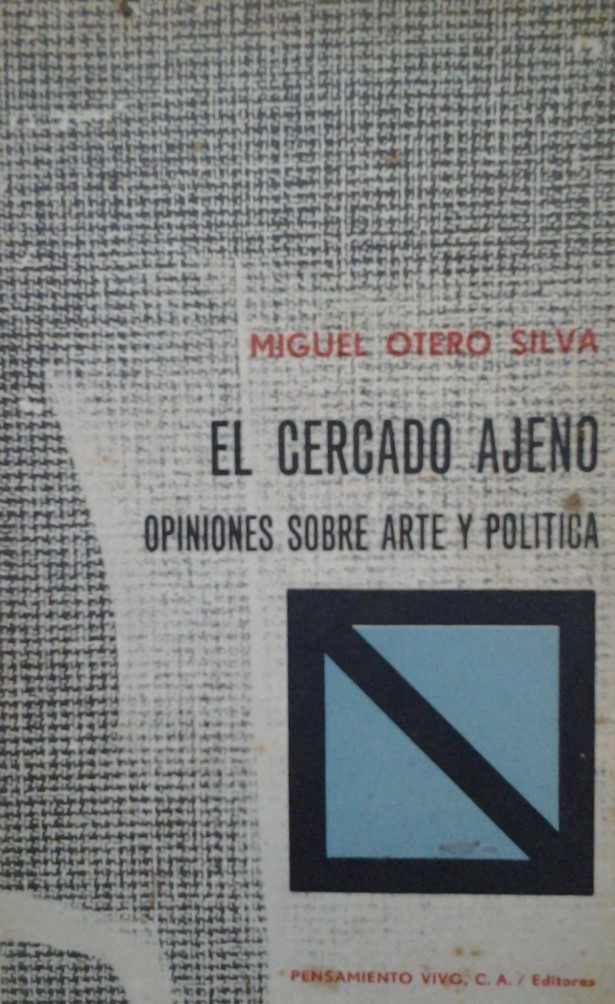 MIGUEL OTERO SILVA
EL CERCADO AJENO
OPINIONES SOBRE ARTE Y POLITICA
PENSAMIENTO VIVO, C. A. / Editores